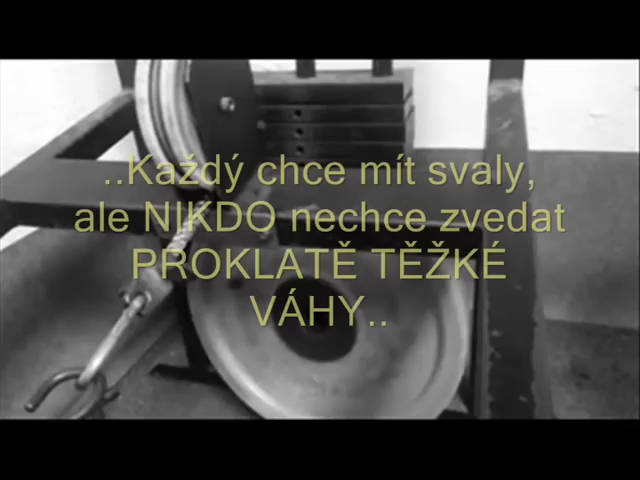 ..Každý chce mít svaly,
ale NIKDO nechce zvedat
PROKLATĚ TĚŽKÉ
VÁHY..